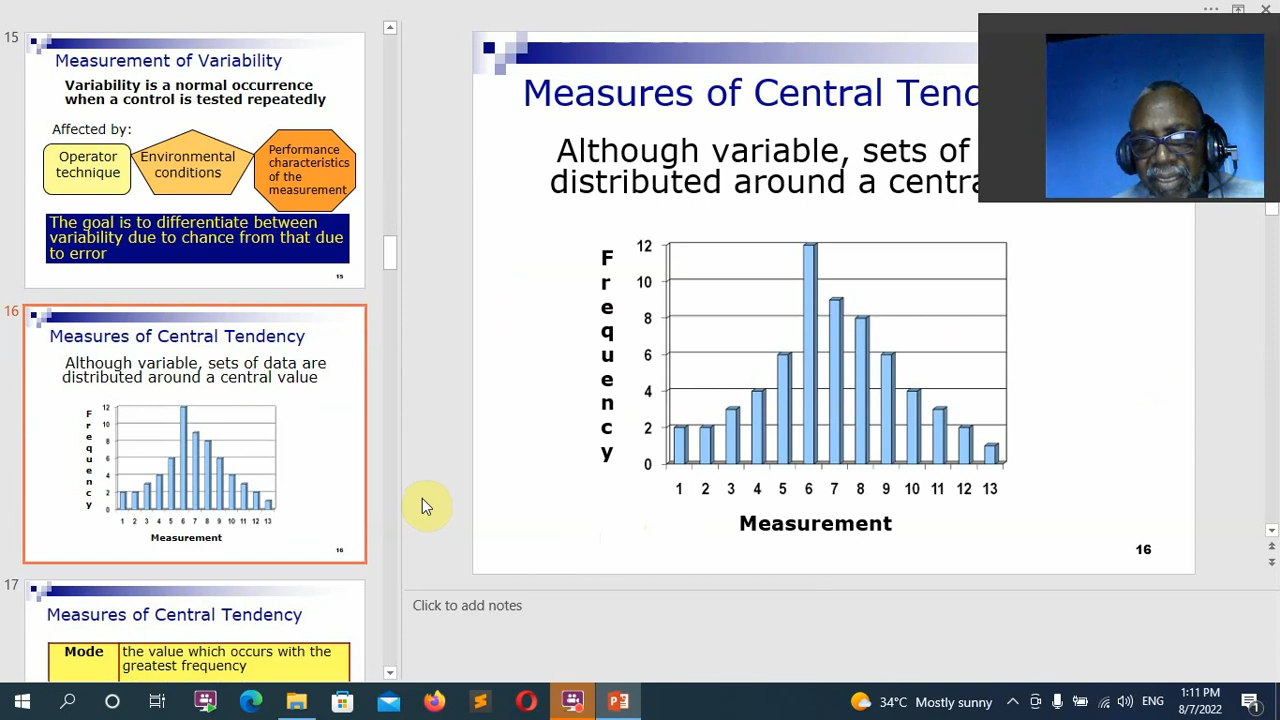 15
Measurement of Variability
Variability is a normal occurrence
when a control is tested repeatedly
Affected by:
Operator
technique
Environmental
conditions
Performance
characteristics
of the
measurement
The goal is to differentiate between
variability due to chance from that due
to error
15
16
Measures of Central Tendency
Although variable, sets of data are
distributed around a central value
Frequency
12
10
8
6
4
2
0
1 2 3 4 5 6 7 8 9 10 11 12 13
Measurement
16
17
Measures of Central Tendency
Mode
the value which occurs with the
greatest frequency
Measures of Central Tend
Although variable, sets of
distributed around a centra
Frequency
12
10
8
6
4
2
0
1 2 3 4 5 6 7 8 9 10 11 12 13
Measurement
16
Click to add notes
34°C Mostly sunny
ENG
1:11 PM
8/7/2022
1